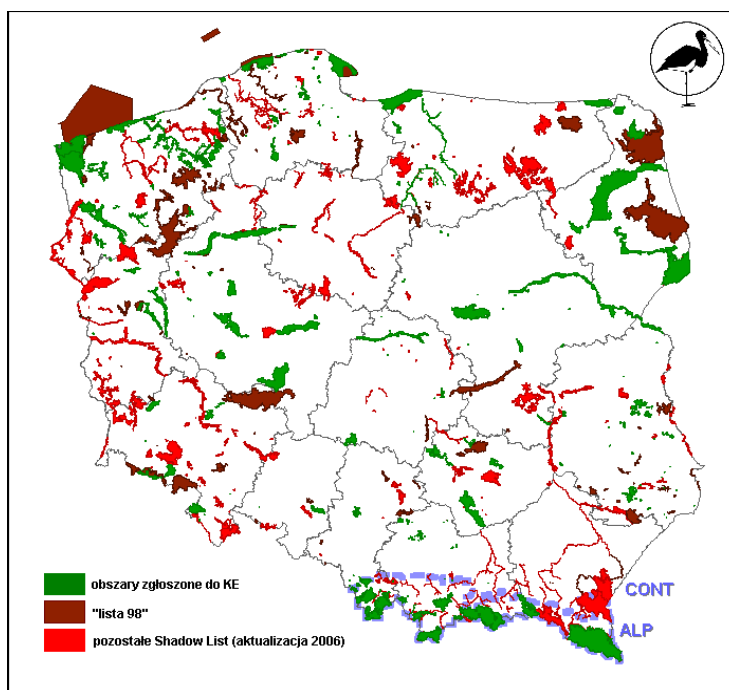 obszary zgłoszone do KE
"lista 98"
pozostałe Shadow List (aktualizacja 2006)
CONT
ALP